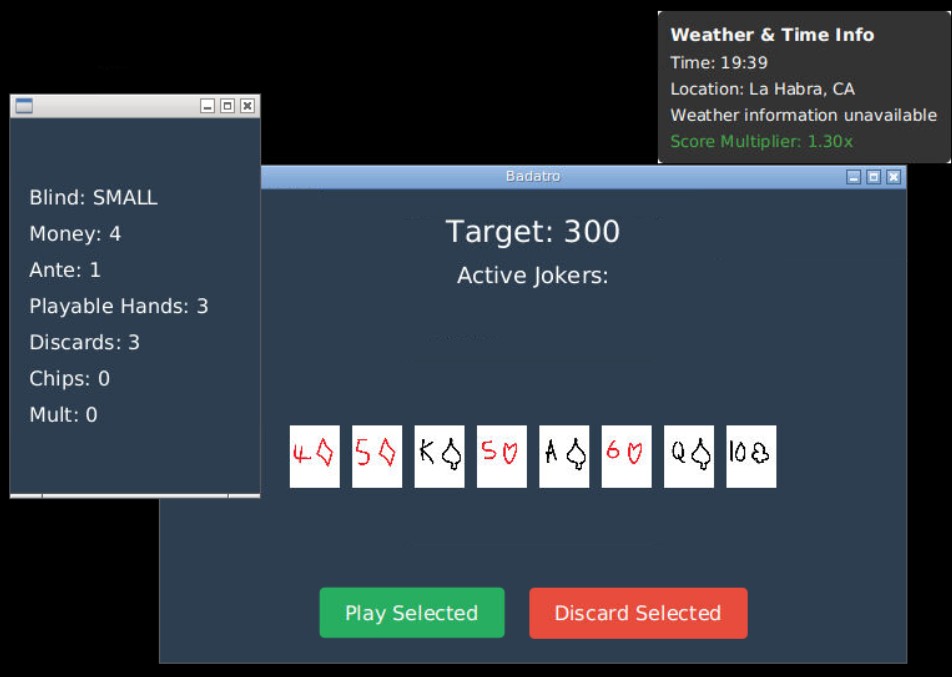 Weather & Time Info
Time: 19:39
Location: La Habra, CA
Weather information unavailable
Score Multiplier: 1.30x
Blind: SMALL
Money: 4
Ante: 1
Playable Hands: 3
Discards: 3
Chips: 0
Mult: 0
Badatro
Target: 300
Active Jokers:
4♢ 5♢ K♤ 5♡ A♤ 6♡ Q♤ 10♧
Play Selected Discard Selected